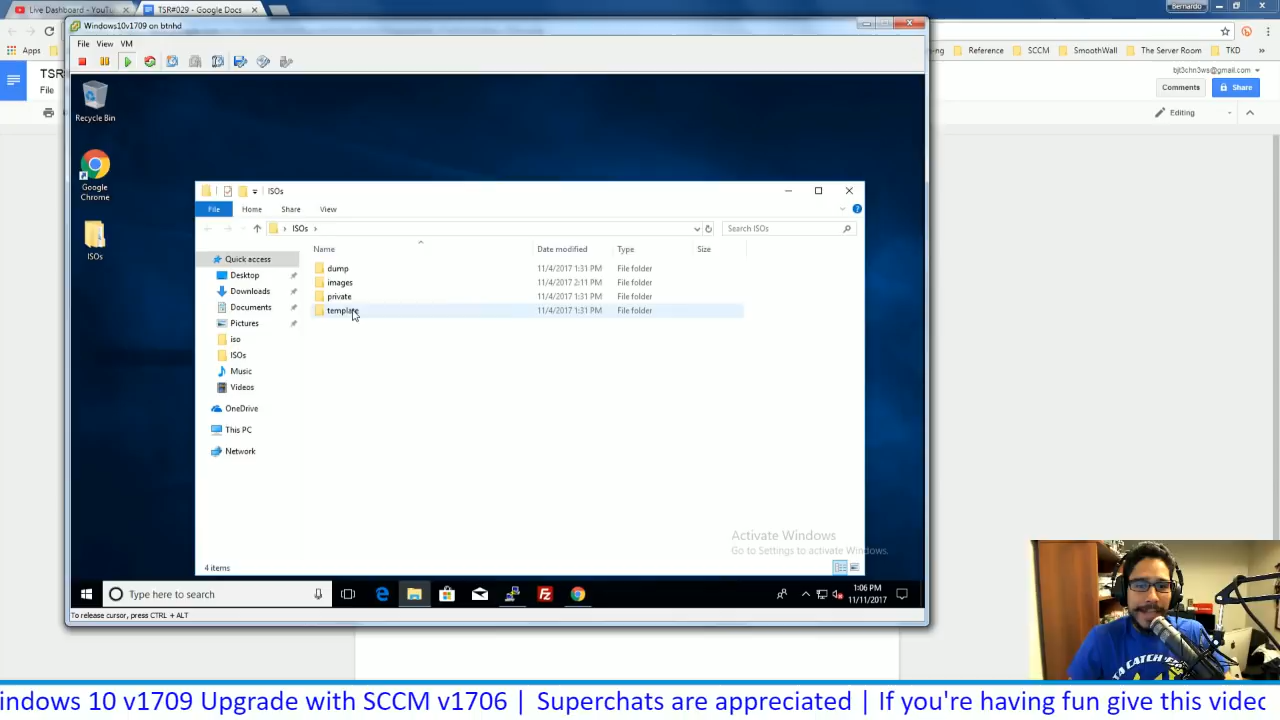 Live Dashboard - YouTu
TSR#029 - Google Docs
Bernardo
Windows10v1709 on btnhd
File View VM
Apps
Reference
SCCM
SmoothWall
The Server Room
TKD
TSR
File
bjt3chn3ws@gmail.com
Comments
Share
Editing
Recycle Bin
Google
Chrome
ISOs
ISOs
File
Home
Share
View
ISOs
Search ISOs
Name
Date modified
Type
Size
dump
11/4/2017 1:31 PM
File folder
images
11/4/2017 2:11 PM
File folder
private
11/4/2017 1:31 PM
File folder
template
11/4/2017 1:31 PM
File folder
Quick access
Desktop
Downloads
Documents
Pictures
iso
ISOs
Music
Videos
OneDrive
This PC
Network
Activate Windows
Go to Settings to activate Windows.
4 items
Type here to search
1:06 PM
11/11/2017
To release cursor, press CTRL + ALT
indows 10 v1709 Upgrade with SCCM v1706 | Superchats are appreciated | If you're having fun give this video